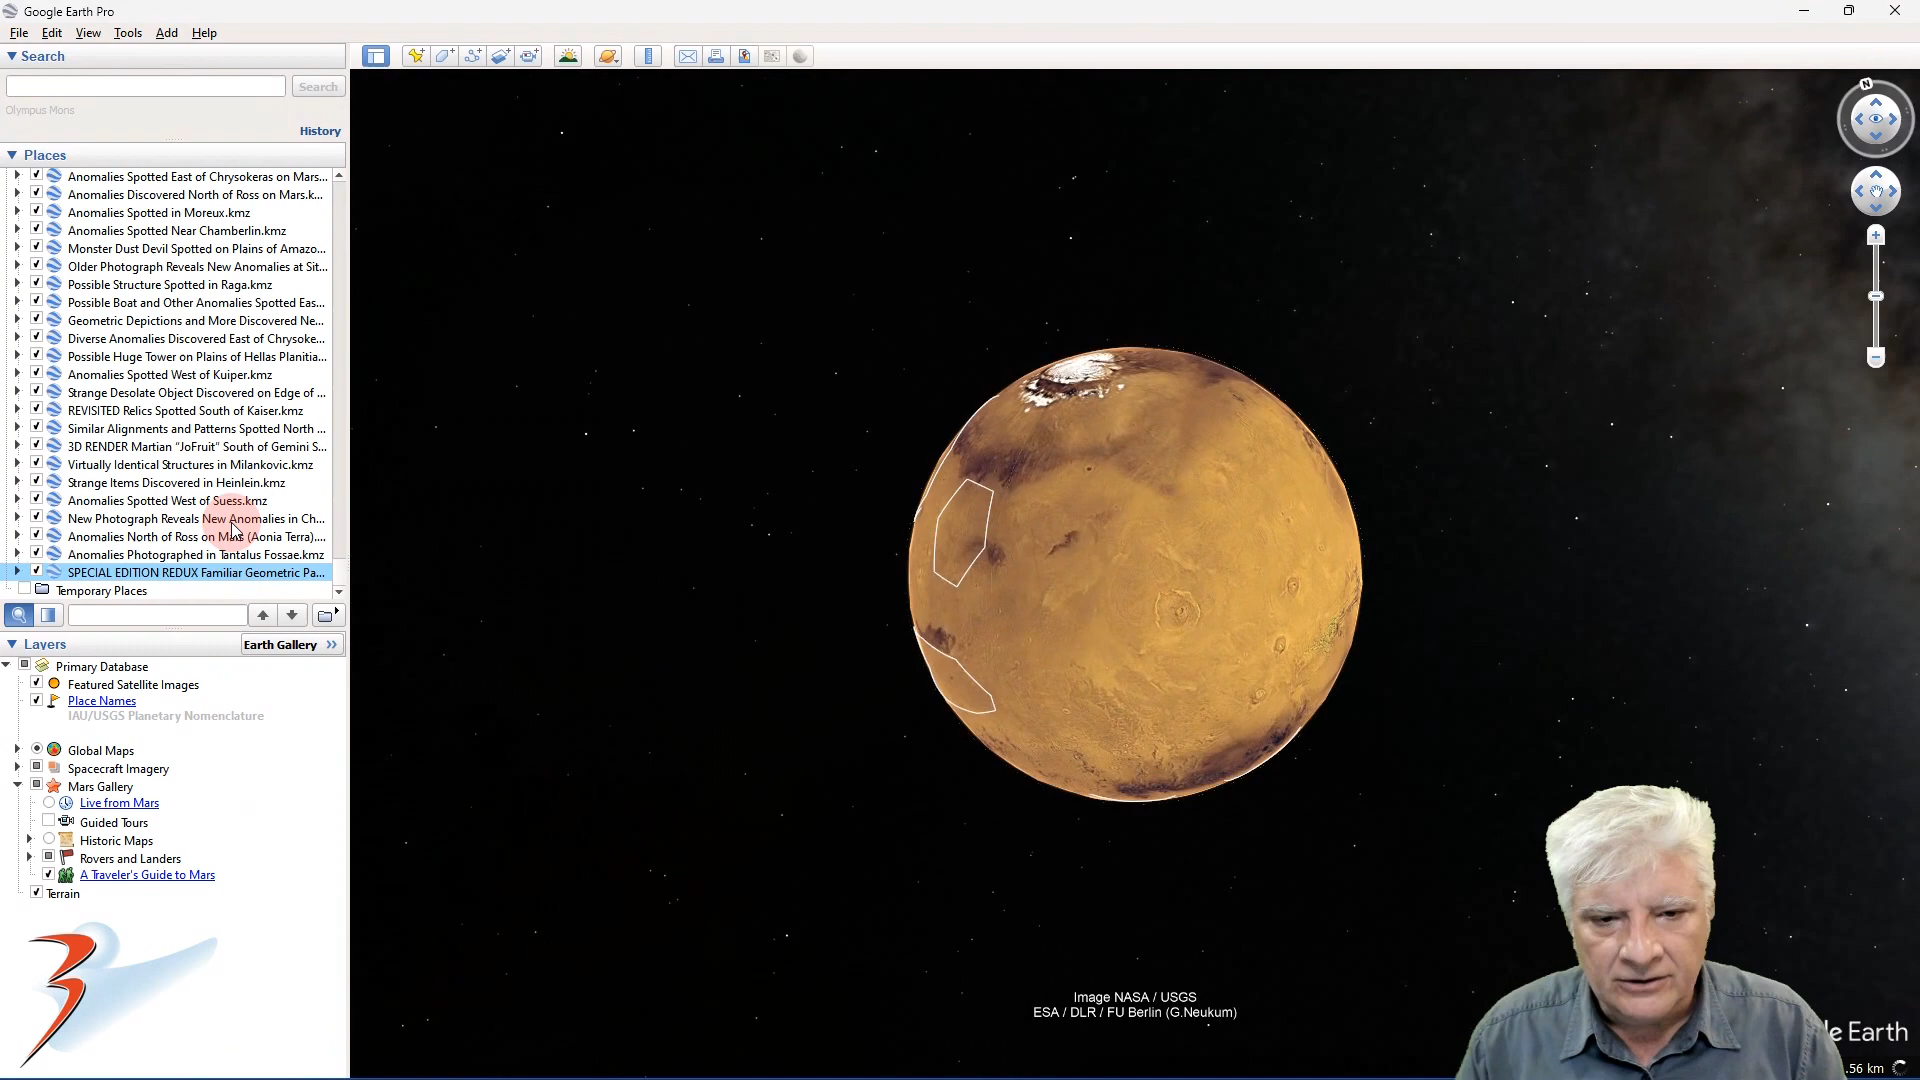 Google Earth Pro
File Edit View Tools Add Help
Search
Search
Olympus Mons
History
Places
Anomalies Spotted East of Chrysokeras on Mars...
Anomalies Discovered North of Ross on Mars.k...
Anomalies Spotted in Moreux.kmz
Anomalies Spotted Near Chamberlin.kmz
Monster Dust Devil Spotted on Plains of Amazo...
Older Photograph Reveals New Anomalies at Sit...
Possible Structure Spotted in Raga.kmz
Possible Boat and Other Anomalies Spotted Eas...
Geometric Depictions and More Discovered Ne...
Diverse Anomalies Discovered East of Chrysoke...
Possible Huge Tower on Plains of Hellas Planitia...
Anomalies Spotted West of Kuiper.kmz
Strange Desolate Object Discovered on Edge of ...
REVISITED Relics Spotted South of Kaiser.kmz
Similar Alignments and Patterns Spotted North ...
3D RENDER Martian “JoFruit” South of Gemini S...
Virtually Identical Structures in Milankovic.kmz
Strange Items Discovered in Heinlein.kmz
Anomalies Spotted West of Suess.kmz
New Photograph Reveals New Anomalies in Ch...
Anomalies North of Ross on Mars (Aonia Terra)....
Anomalies Photographed in Tantalus Fossae.kmz
SPECIAL EDITION REDUX Familiar Geometric Pa...
Temporary Places
Layers
Earth Gallery »
Primary Database
Featured Satellite Images
Place Names
IAU/USGS Planetary Nomenclature
Global Maps
Spacecraft Imagery
Mars Gallery
Live from Mars
Guided Tours
Historic Maps
Rovers and Landers
A Traveler's Guide to Mars
Terrain
N
Image NASA / USGS
ESA / DLR / FU Berlin (G.Neukum)
le Earth
.56 km